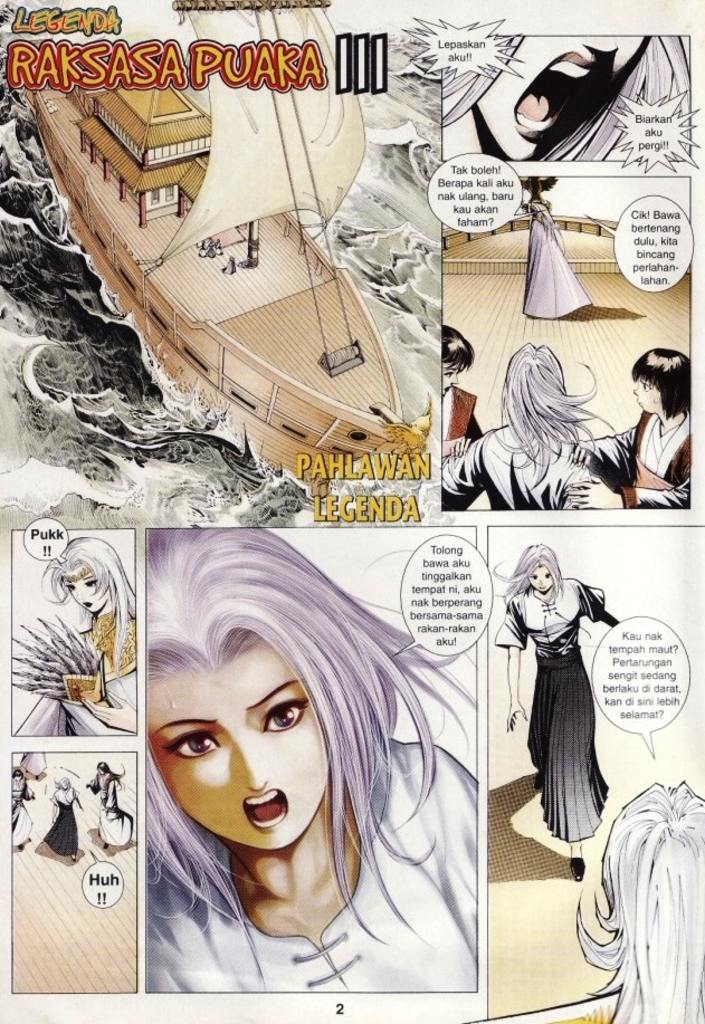 LEGENDA
RAKSASA PUAKA III
Lepaskan
aku!!
Biarkan
aku
pergi!!
Tak boleh!
Berapa kali aku
nak ulang, baru
kau akan
faham?
Cik! Bawa
bertenang
dulu, kita
bincang
perlahan-
lahan.
PAHLAWAN
LEGENDA
Pukk
!!
Huh
!!
Tolong
bawa aku
tinggalkan
tempat ni, aku
nak berperang
bersama-sama
rakan-rakan
aku!
Kau nak
tempah maut?
Pertarungan
sengit sedang
berlaku di darat,
kan di sini lebih
selamat?
2